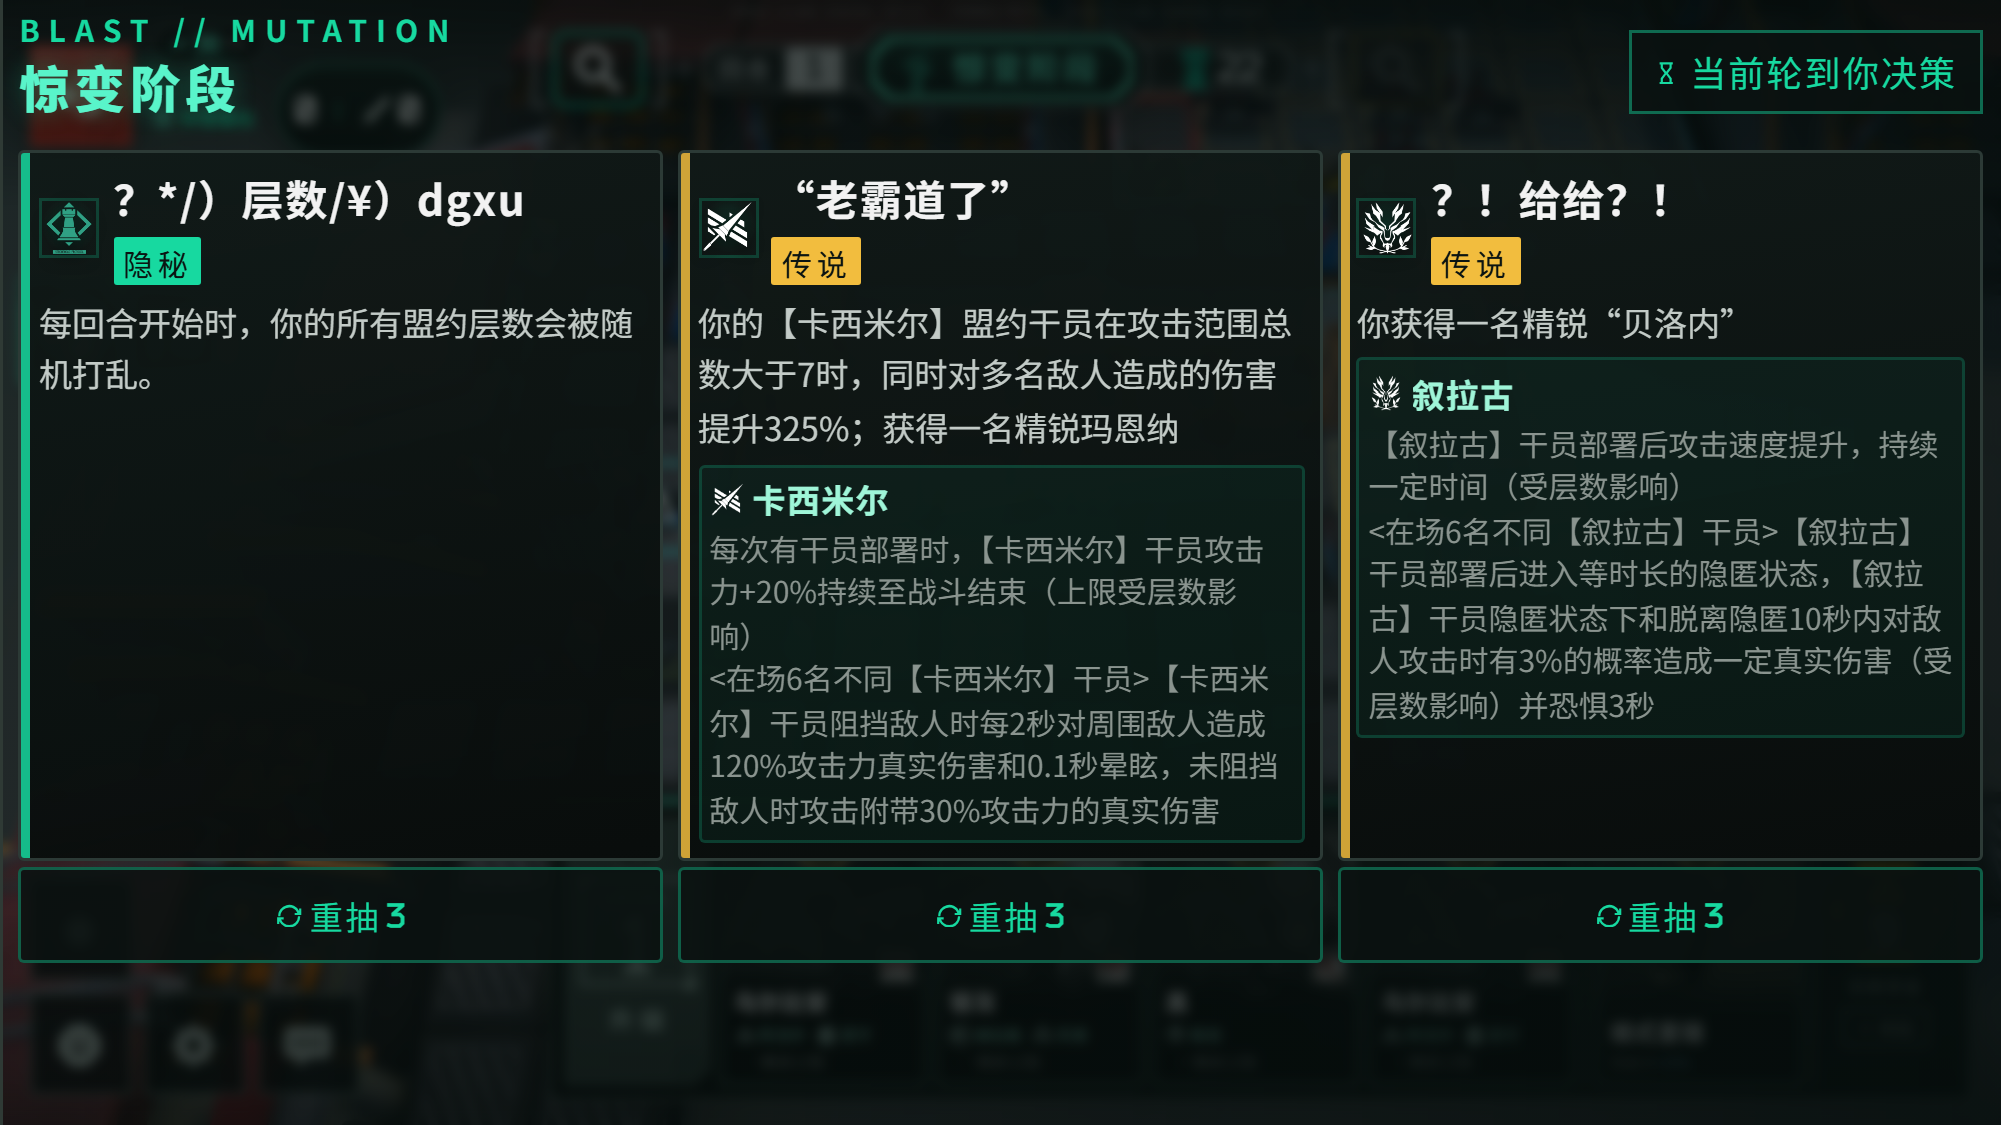 BLAST // MUTATION
惊变阶段
当前轮到你决策
？*/）层数/¥）dgxu
隐秘
每回合开始时，你的所有盟约层数会被随
机打乱。
“老霸道了”
传说
你的【卡西米尔】盟约干员在攻击范围总
数大于7时，同时对多名敌人造成的伤害
提升325%；获得一名精锐玛恩纳
卡西米尔
每次有干员部署时，【卡西米尔】干员攻击
力+20%持续至战斗结束（上限受层数影
响）
<在场6名不同【卡西米尔】干员>【卡西米
尔】干员阻挡敌人时每2秒对周围敌人造成
120%攻击力真实伤害和0.1秒晕眩，未阻挡
敌人时攻击附带30%攻击力的真实伤害
？！给给？！
传说
你获得一名精锐“贝洛内”
叙拉古
【叙拉古】干员部署后攻击速度提升，持续
一定时间（受层数影响）
<在场6名不同【叙拉古】干员>【叙拉古】
干员部署后进入等时长的隐匿状态，【叙拉
古】干员隐匿状态下和脱离隐匿10秒内对敌
人攻击时有3%的概率造成一定真实伤害（受
层数影响）并恐惧3秒
重抽3
重抽3
重抽3